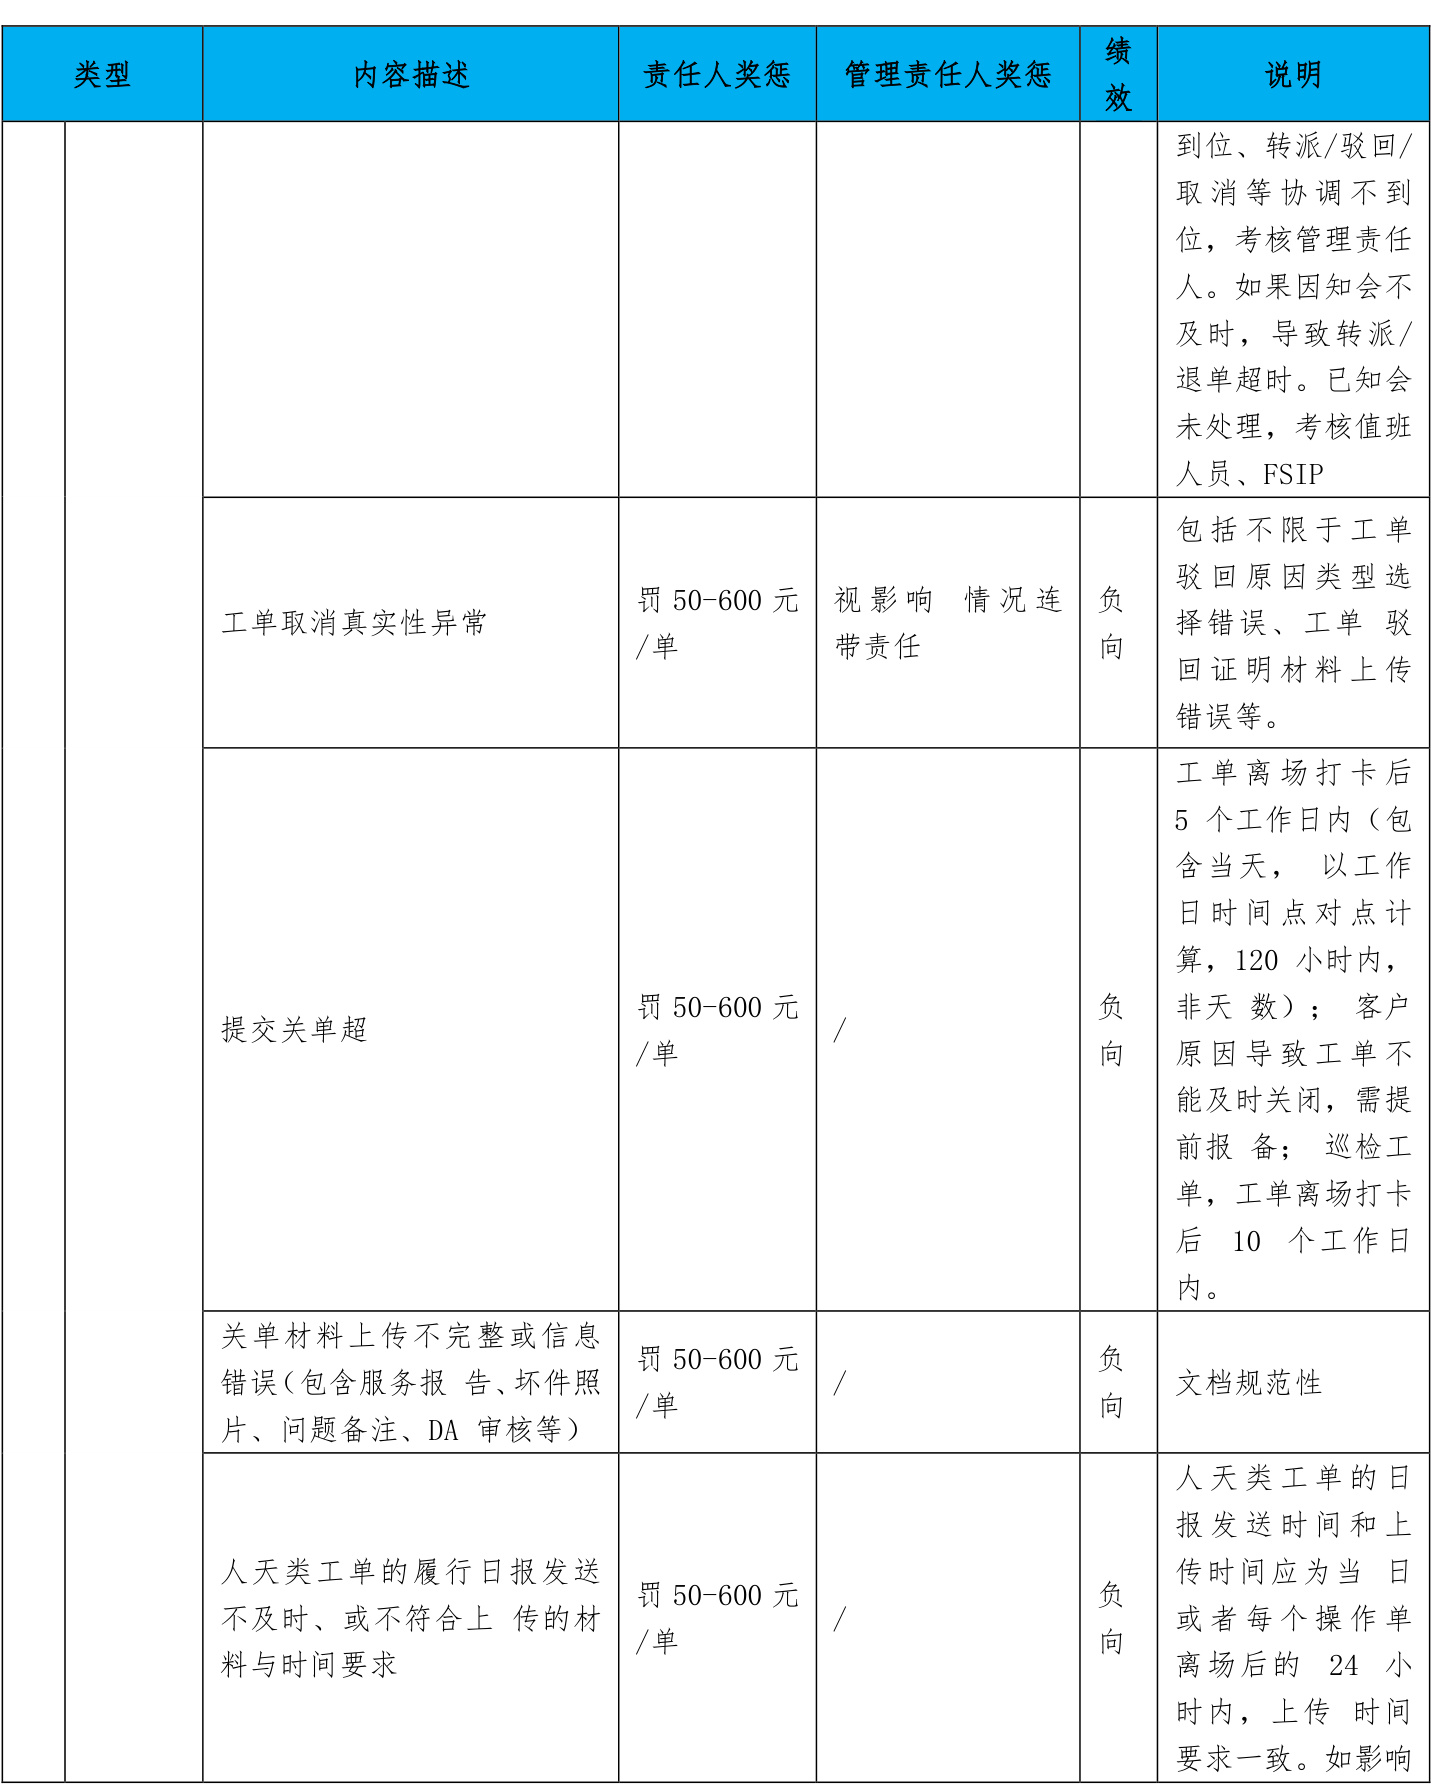 类型
内容描述
责任人奖惩
管理责任人奖惩
绩
效
说明
到位、转派/驳回/
取消等协调不到
位，考核管理责任
人。如果因知会不
及时，导致转派/
退单超时。已知会
未处理，考核值班
人员、FSIP
工单取消真实性异常
罚 50-600 元
/单
视影响 情况连
带责任
负
向
包括不限于工单
驳回原因类型选
择错误、工单 驳
回证明材料上传
错误等。
提交关单超
罚 50-600 元
/单
/
负
向
工单离场打卡后
5 个工作日内（包
含当天， 以工作
日时间点对点计
算，120 小时内，
非天 数）； 客户
原因导致工单不
能及时关闭，需提
前报 备； 巡检工
单，工单离场打卡
后 10 个工作日
内。
关单材料上传不完整或信息
错误（包含服务报 告、坏件照
片、问题备注、DA 审核等）
罚 50-600 元
/单
/
负
向
文档规范性
人天类工单的履行日报发送
不及时、或不符合上 传的材
料与时间要求
罚 50-600 元
/单
/
负
向
人天类工单的日
报发送时间和上
传时间应为当 日
或者每个操作单
离场后的 24 小
时内，上传 时间
要求一致。如影响